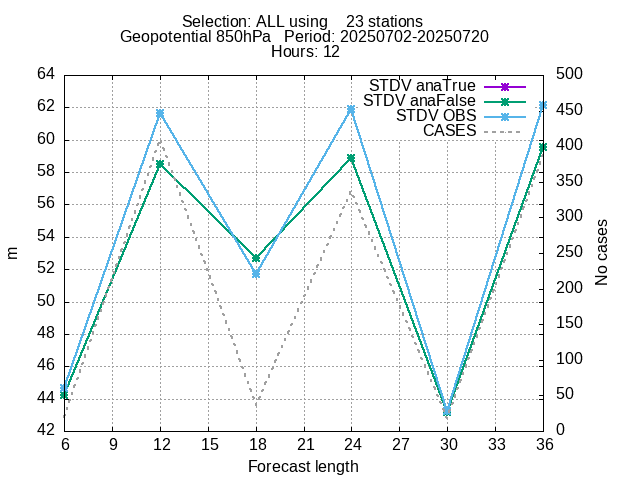 Selection: ALL using    23 stations
Geopotential 850hPa   Period: 20250702-20250720
Hours: 12
64
62
60
58
56
54
52
50
48
46
44
42
m
STDV anaTrue
STDV anaFalse
STDV OBS
CASES
500
450
400
350
300
250
200
150
100
50
0
No cases
6 9 12 15 18 21 24 27 30 33 36
Forecast length